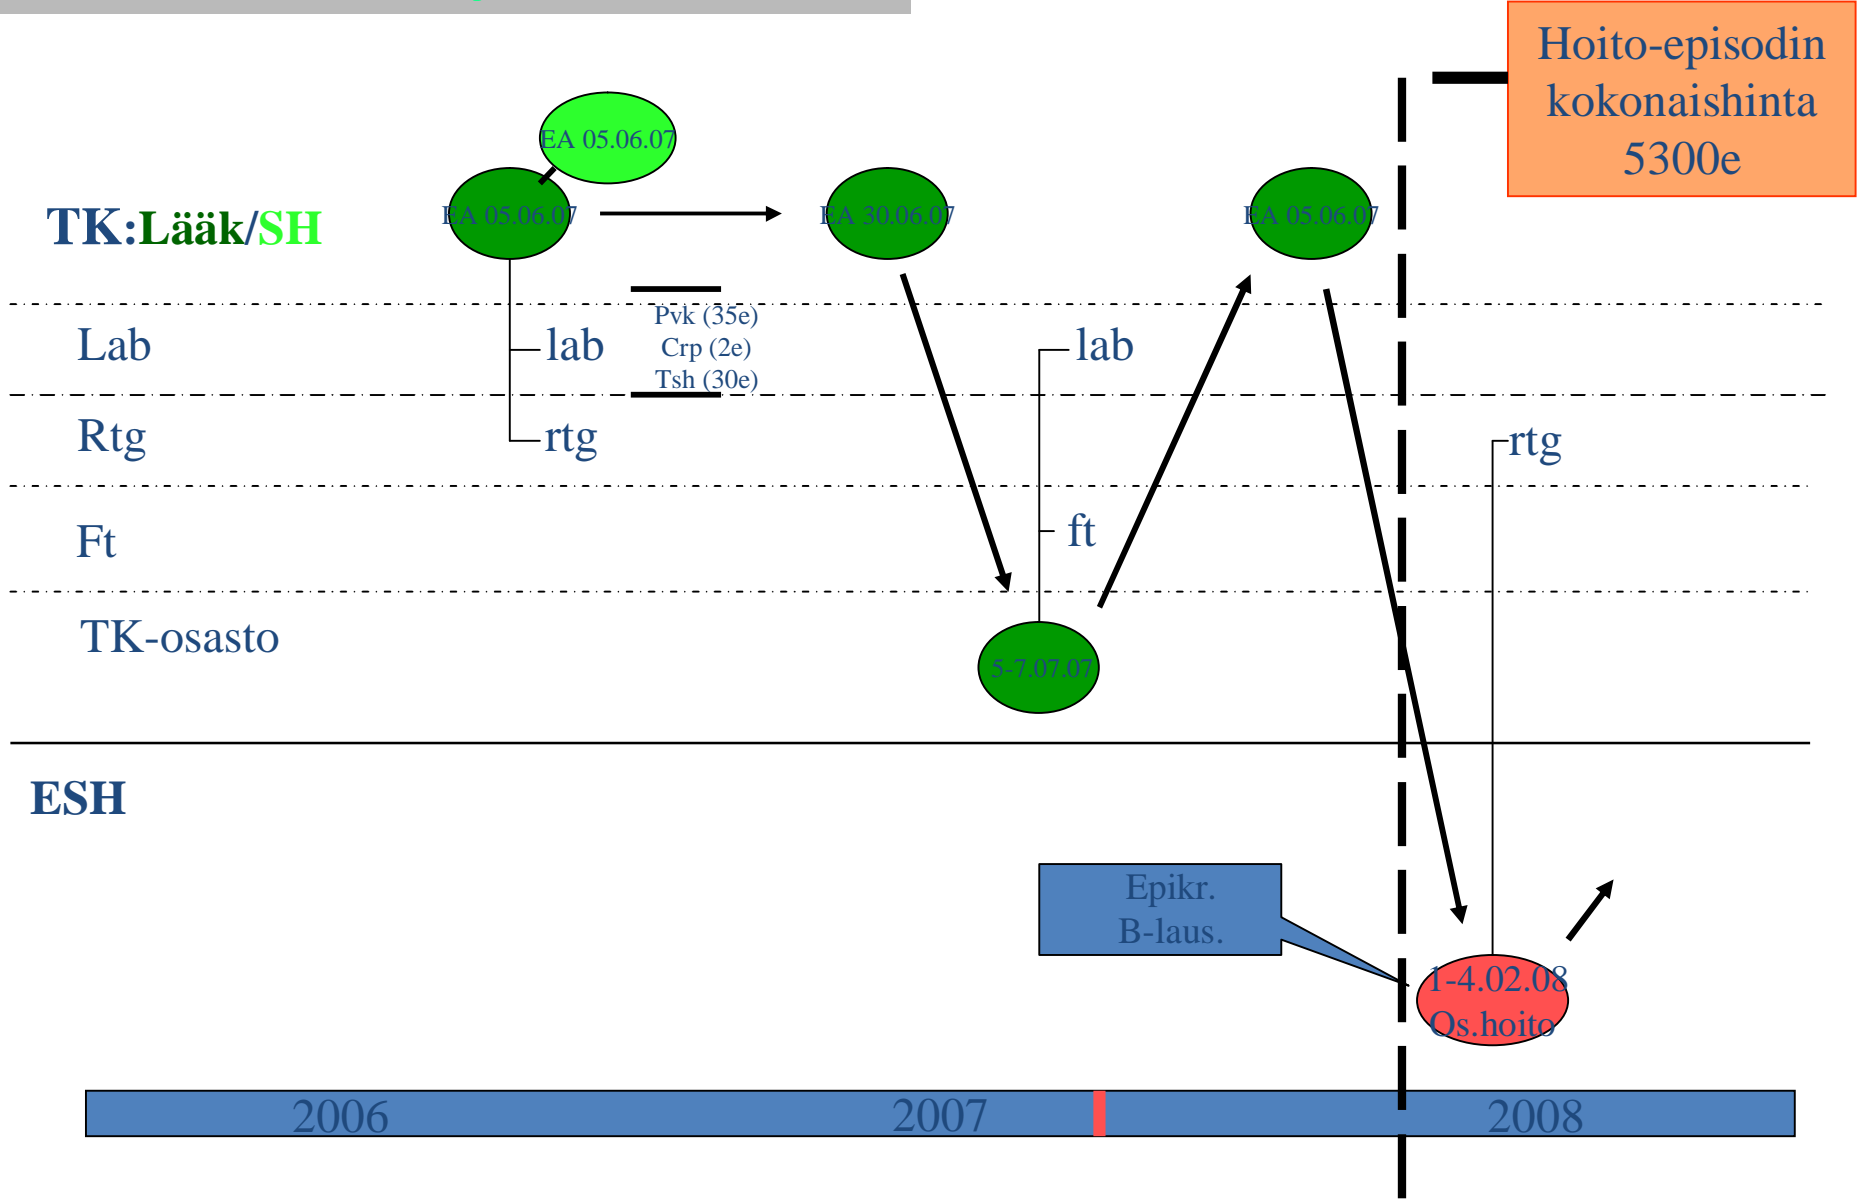 Hoito-episodin
kokonaishinta
5300e
EA 05.06.07
EA 05.06.07
EA 30.06.07
EA 05.06.07
TK:Lääk/SH
Pvk (35e)
Crp (2e)
Tsh (30e)
Lab
lab
lab
Rtg
rtg
rtg
Ft
ft
TK-osasto
5-7.07.07
ESH
Epikr.
B-laus.
1-4.02.08
Os.hoito
2006
2007
2008